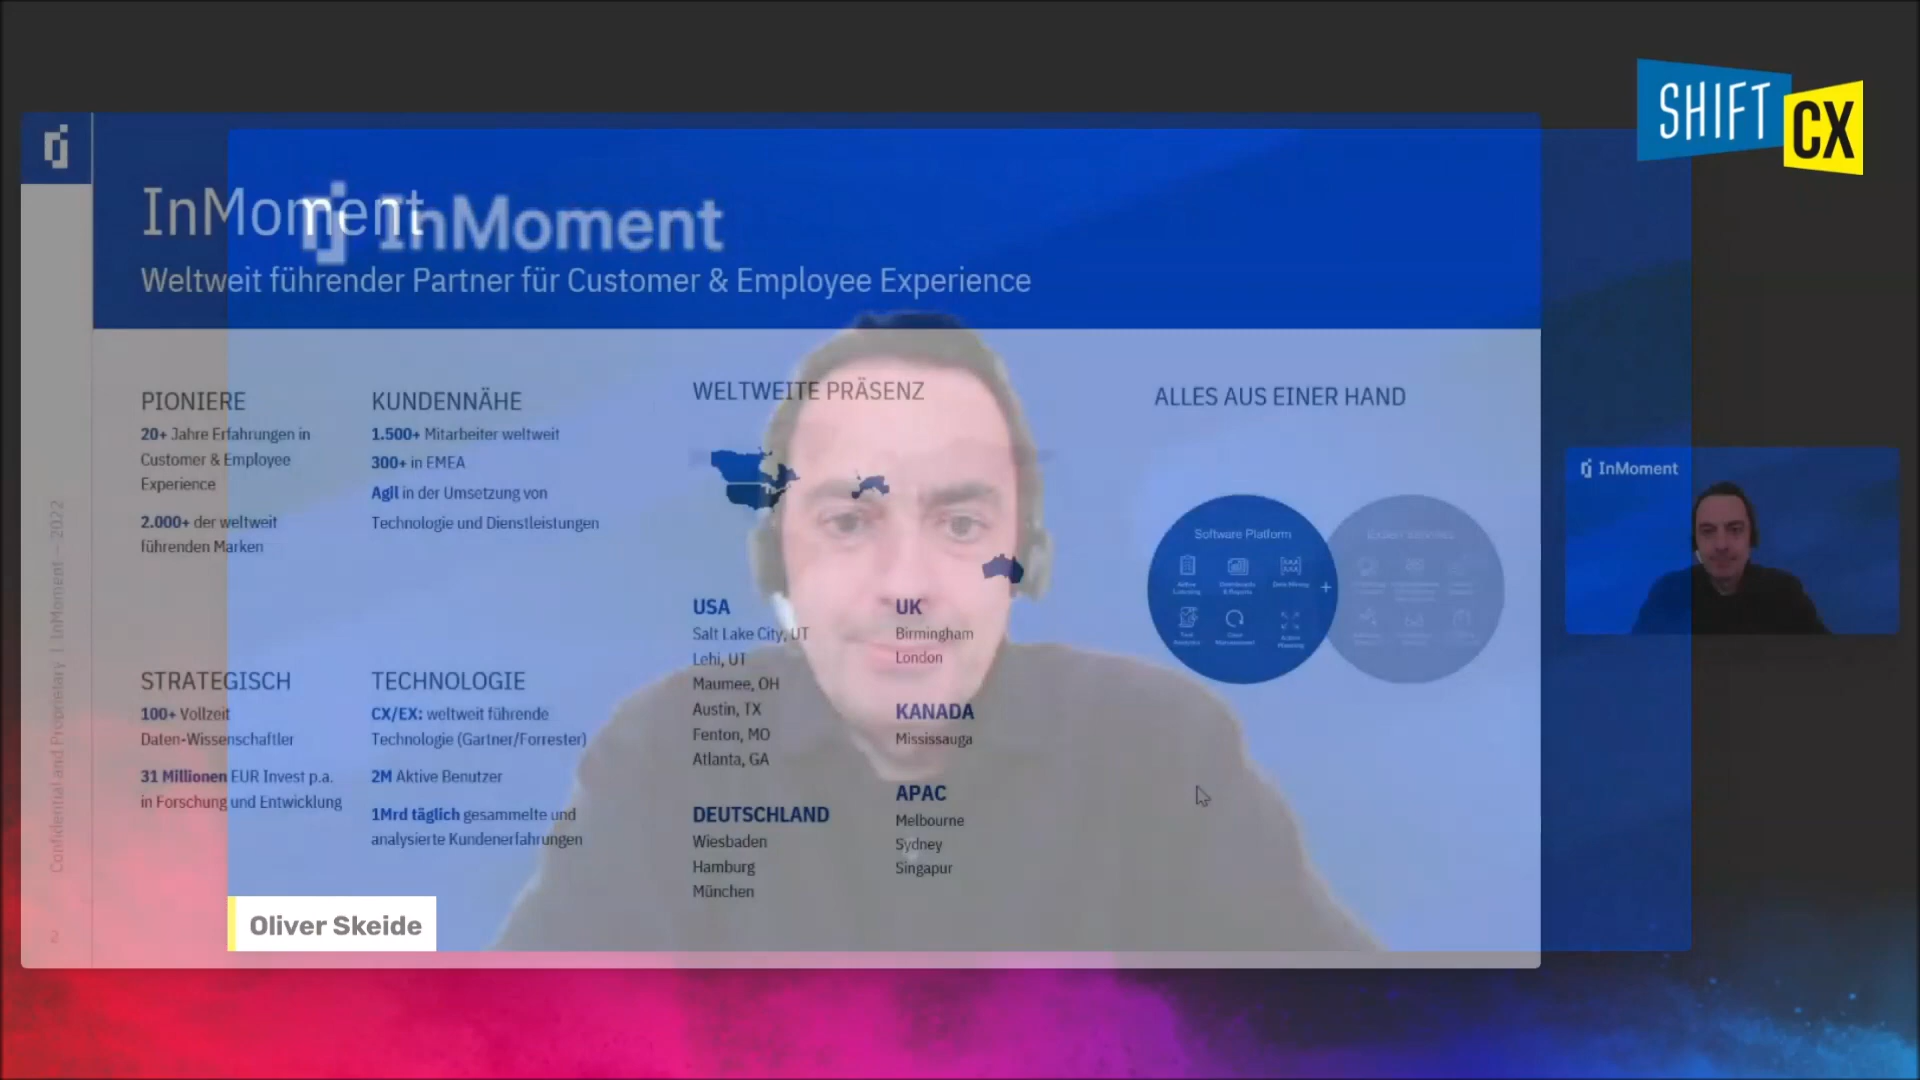 SHIFT
CX
InMoment
InMoment
Weltweit führender Partner für Customer & Employee Experience
PIONIERE
20+ Jahre Erfahrungen in
Customer & Employee
Experience
2.000+ der weltweit
führenden Marken
KUNDENNÄHE
1.500+ Mitarbeiter weltweit
300+ in EMEA
Agil in der Umsetzung von
Technologie und Dienstleistungen
STRATEGISCH
100+ Vollzeit
Daten-Wissenschaftler
31 Millionen EUR Invest p.a.
in Forschung und Entwicklung
TECHNOLOGIE
CX/EX: weltweit führende
Technologie (Gartner/Forrester)
2M Aktive Benutzer
1Mrd täglich gesammelte und
analysierte Kundenerfahrungen
WELTWEITE PRÄSENZ
USA
Salt Lake City, UT
Lehi, UT
Maumee, OH
Austin, TX
Fenton, MO
Atlanta, GA
DEUTSCHLAND
Wiesbaden
Hamburg
München
UK
Birmingham
London
KANADA
Mississauga
APAC
Melbourne
Sydney
Singapur
ALLES AUS EINER HAND
Software Platform
+
InMoment
Confidential and Proprietary | InMoment – 2022
2
Oliver Skeide